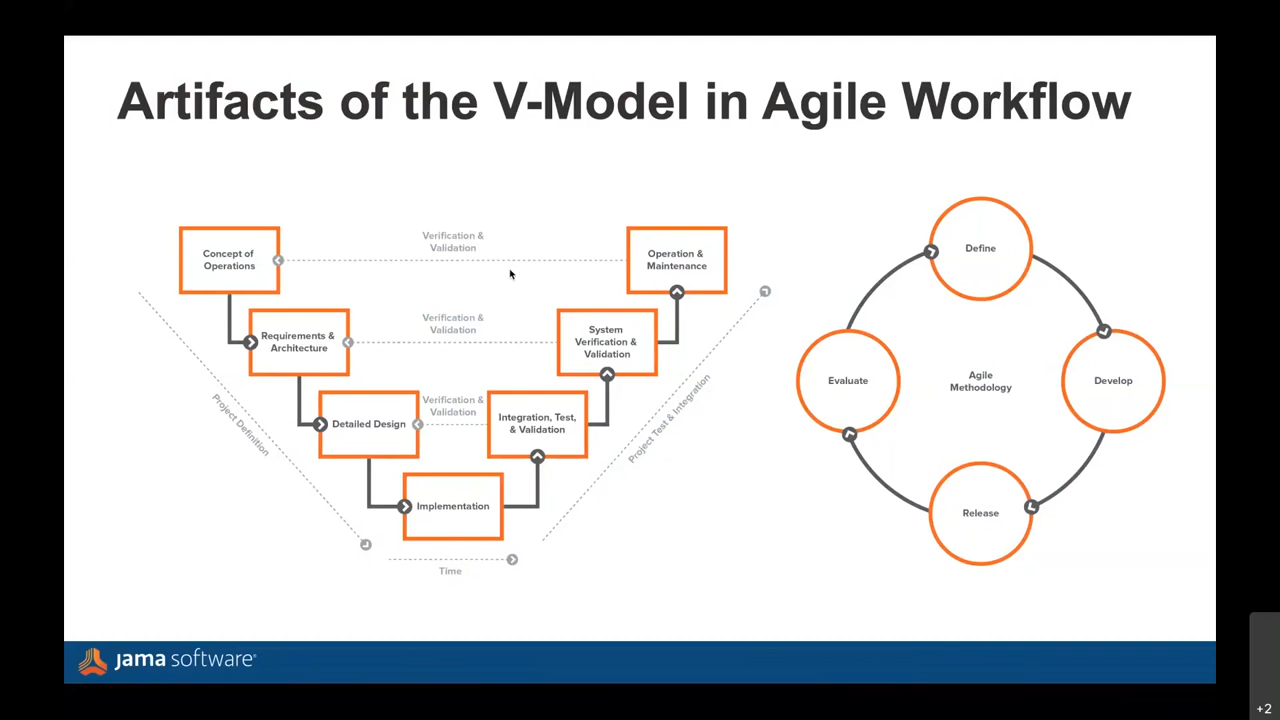 Artifacts of the V-Model in Agile Workflow
Concept of
Operations
Verification &
Validation
Operation &
Maintenance
Requirements &
Architecture
Verification &
Validation
System
Verification &
Validation
Detailed Design
Verification &
Validation
Integration, Test,
& Validation
Implementation
Project Definition
Project Test & Integration
Time
Define
Develop
Release
Evaluate
Agile
Methodology
jama software®
+2